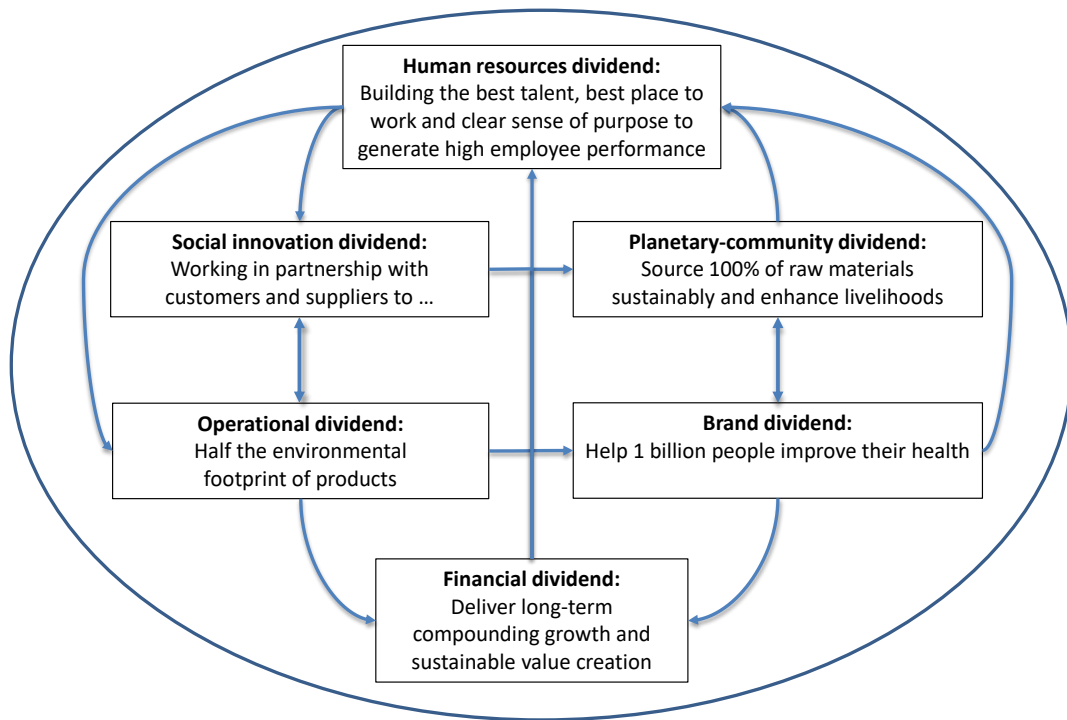 Human resources dividend:
Building the best talent, best place to
work and clear sense of purpose to
generate high employee performance
Social innovation dividend:
Working in partnership with
customers and suppliers to …
Planetary-community dividend:
Source 100% of raw materials
sustainably and enhance livelihoods
Operational dividend:
Half the environmental
footprint of products
Brand dividend:
Help 1 billion people improve their health
Financial dividend:
Deliver long-term
compounding growth and
sustainable value creation